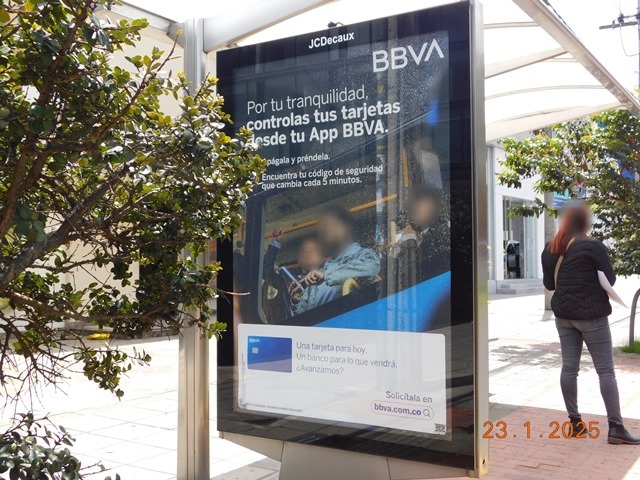 JCDecaux
BBVA
Por tu tranquilidad,
controlas tus tarjetas
desde tu App BBVA.
págala y préndela.
Encuentra tu código de seguridad
que cambia cada 5 minutos.
Una tarjeta para hoy.
Un banco para lo que vendrá.
¿Avanzamos?
Solicítala en
bbva.com.co
23.1.2025